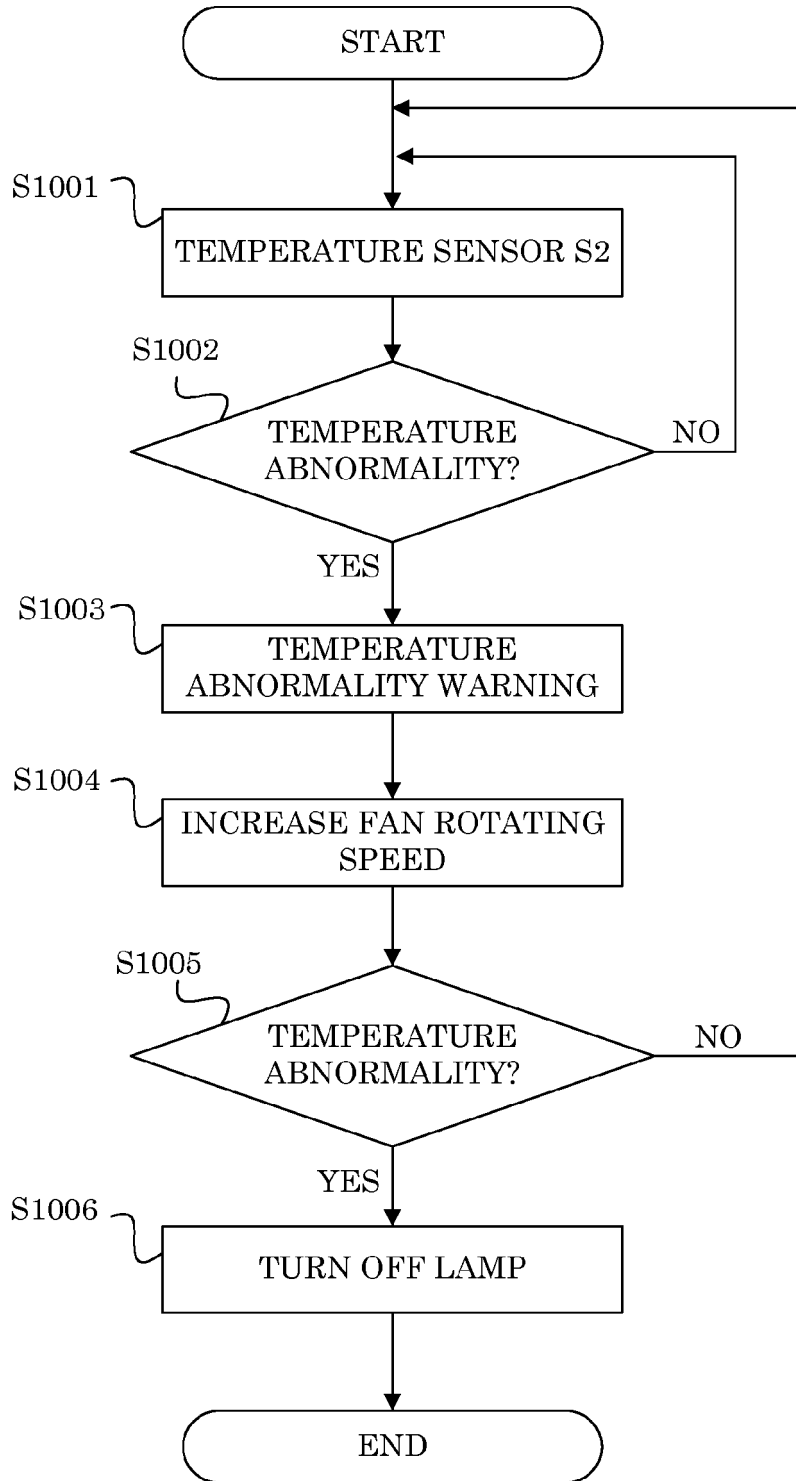 START
S1001
TEMPERATURE SENSOR S2
S1002
TEMPERATURE
ABNORMALITY?
NO
YES
S1003
TEMPERATURE
ABNORMALITY WARNING
S1004
INCREASE FAN ROTATING
SPEED
S1005
TEMPERATURE
ABNORMALITY?
NO
YES
S1006
TURN OFF LAMP
END